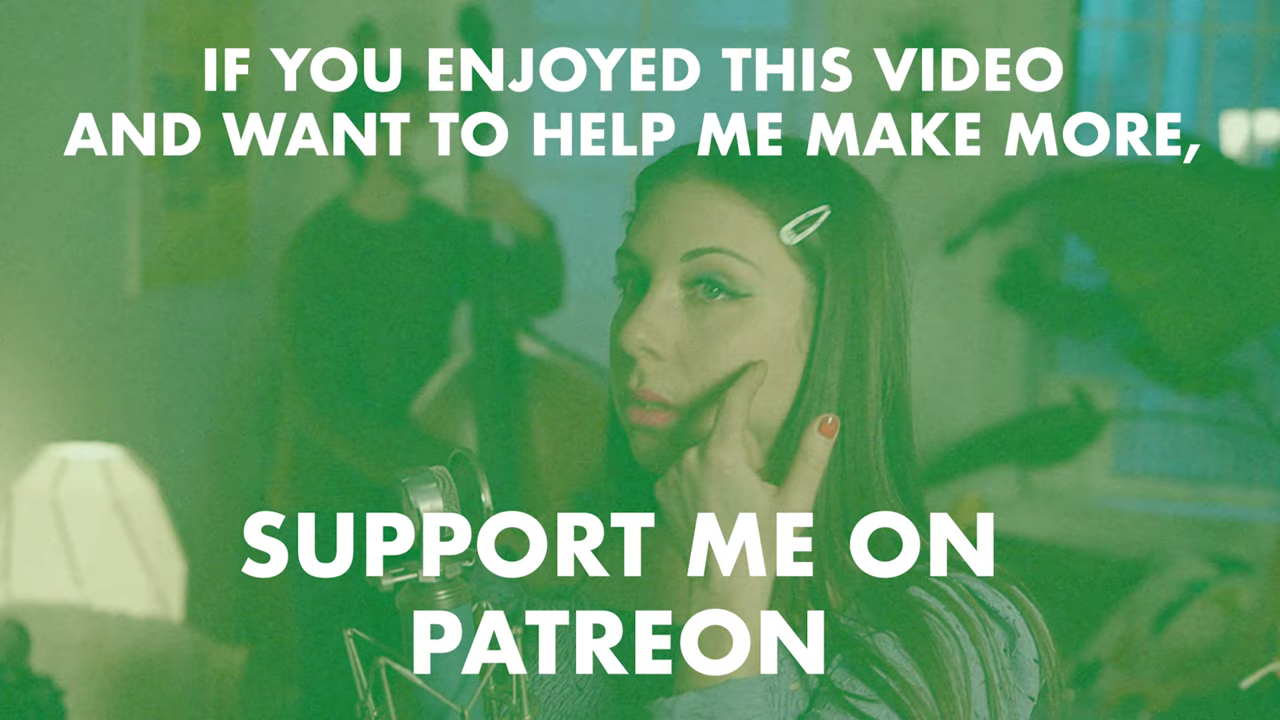 IF YOU ENJOYED THIS VIDEO
AND WANT TO HELP ME MAKE MORE,
SUPPORT ME ON
PATREON